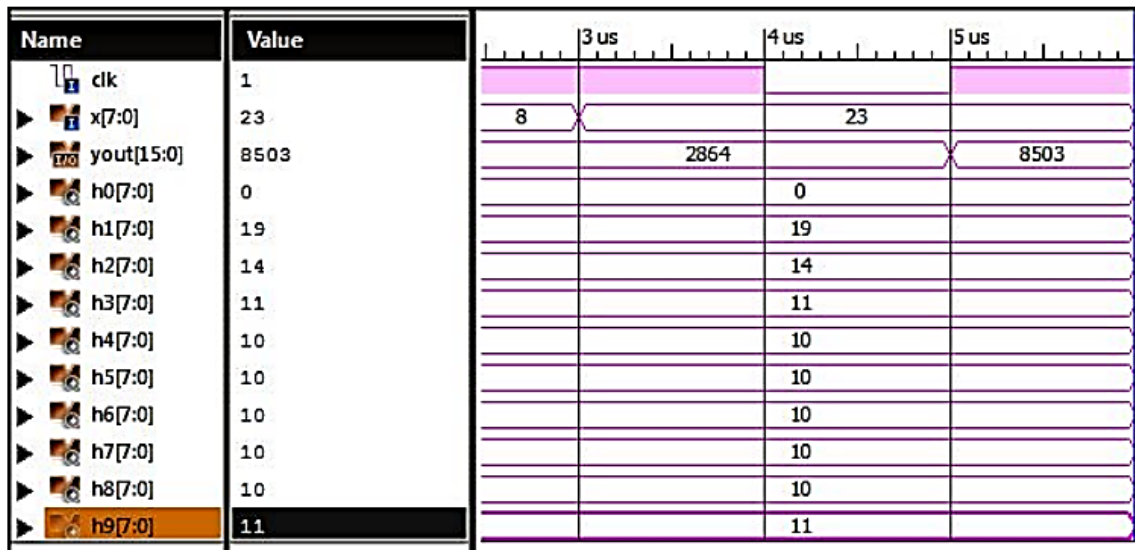 Name Value 3 us 4 us 5 us
clk 1
x[7:0] 23 8 23
yout[15:0] 8503 2864 8503
h0[7:0] 0 0
h1[7:0] 19 19
h2[7:0] 14 14
h3[7:0] 11 11
h4[7:0] 10 10
h5[7:0] 10 10
h6[7:0] 10 10
h7[7:0] 10 10
h8[7:0] 10 10
h9[7:0] 11 11